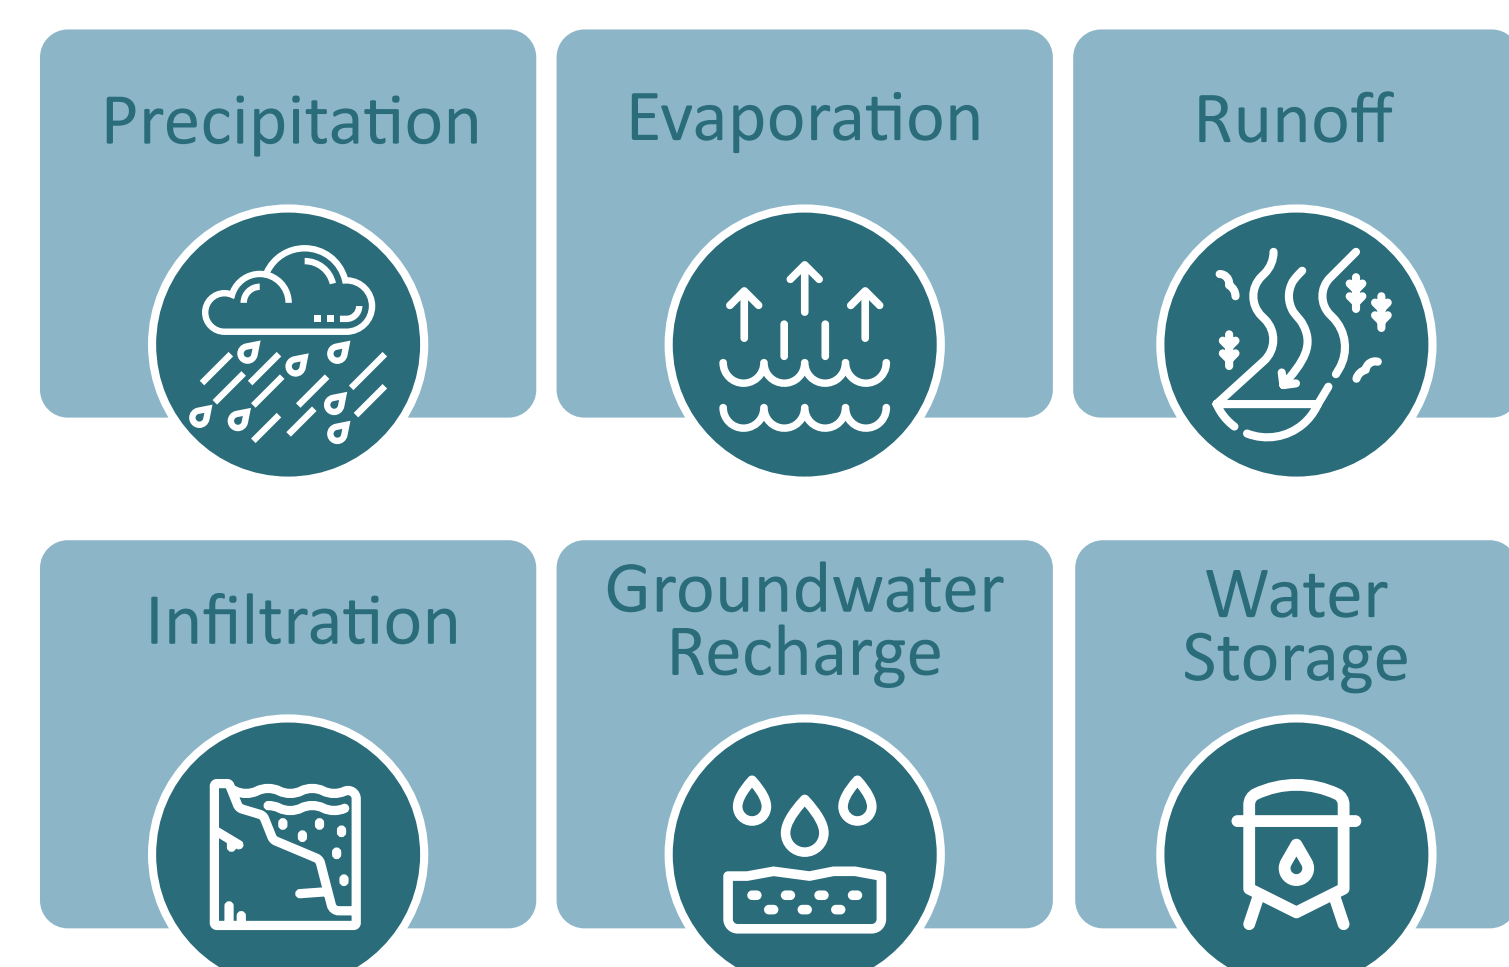 Precipitation
Evaporation
Runoff
Infiltration
Groundwater
Recharge
Water
Storage